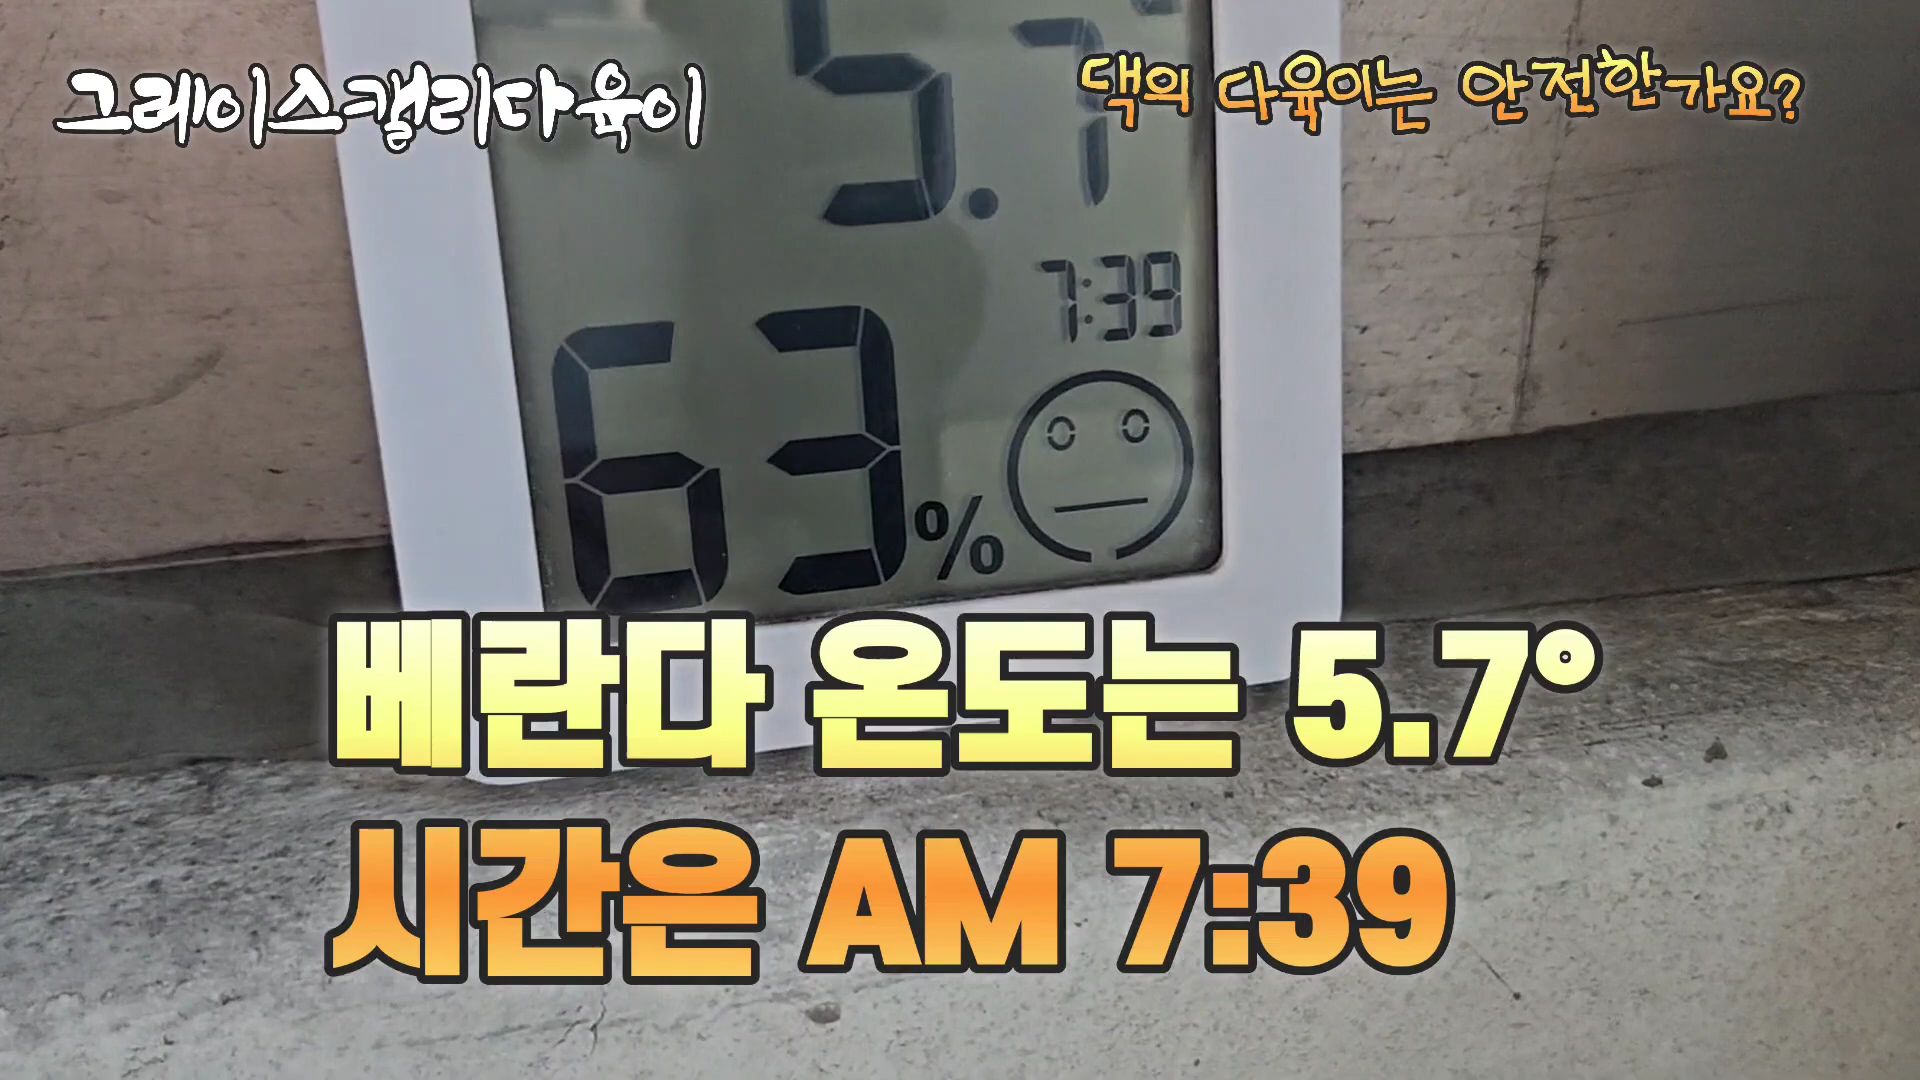 그레이스캘리다육이
댁의 다육이는 안전한가요?
5.7
7:39
63%
베란다 온도는 5.7°
시간은 AM 7:39